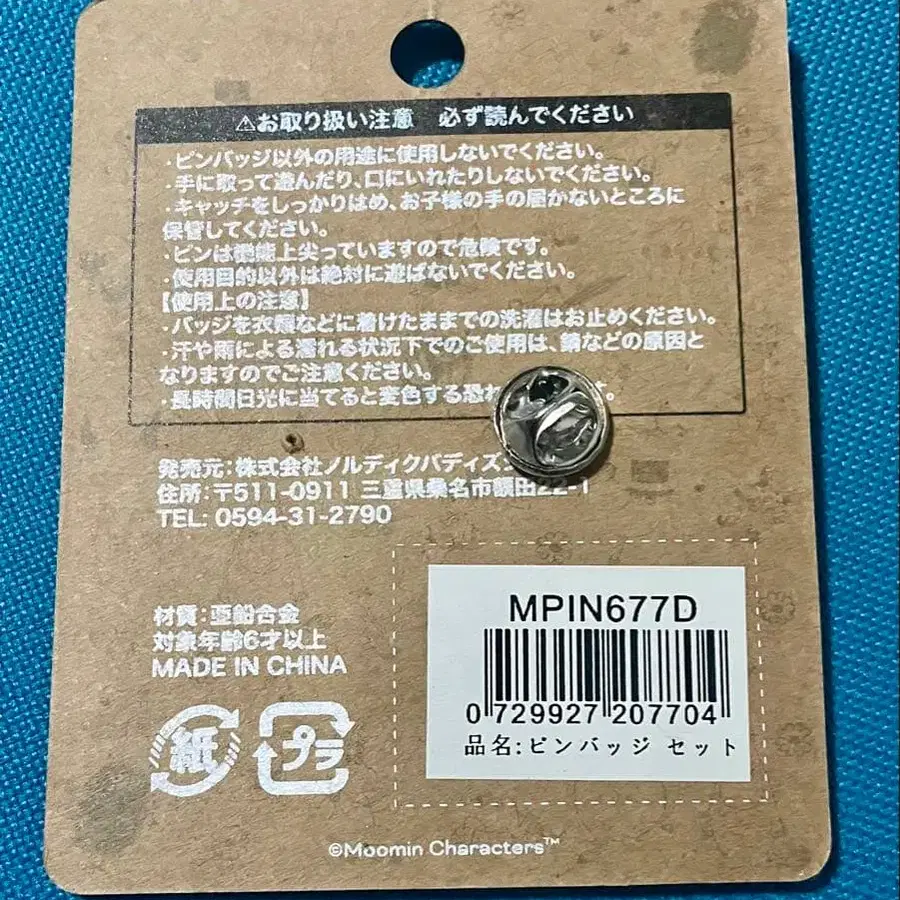 ⚠お取り扱い注意 必ず読んでください
・ピンバッジ以外の用途に使用しないでください。
・手に取って遊んだり、口にいれたりしないでください。
・キャッチをしっかりはめ、お子様の手の届かないところに
保管してください。
・ピンは機能上尖っていますので危険です。
・使用目的以外は絶対に遊ばないでください。
【使用上の注意】
・バッジを衣類などに着けたままでの洗濯はお止めください。
・汗や雨による濡れる状況下でのご使用は、錆などの原因と
なりますのでご注意ください。
・長時間日光に当てると変色する恐れ す。
発売元:株式会社ノルディクバディズ
住所:〒511-0911 三重県桑名市額田22-1
TEL: 0594-31-2790
材質:亜鉛合金
対象年齢6才以上
MADE IN CHINA
紙
プラ
MPIN677D
0 729927 207704
品名:ピンバッジ セット
©Moomin Characters™